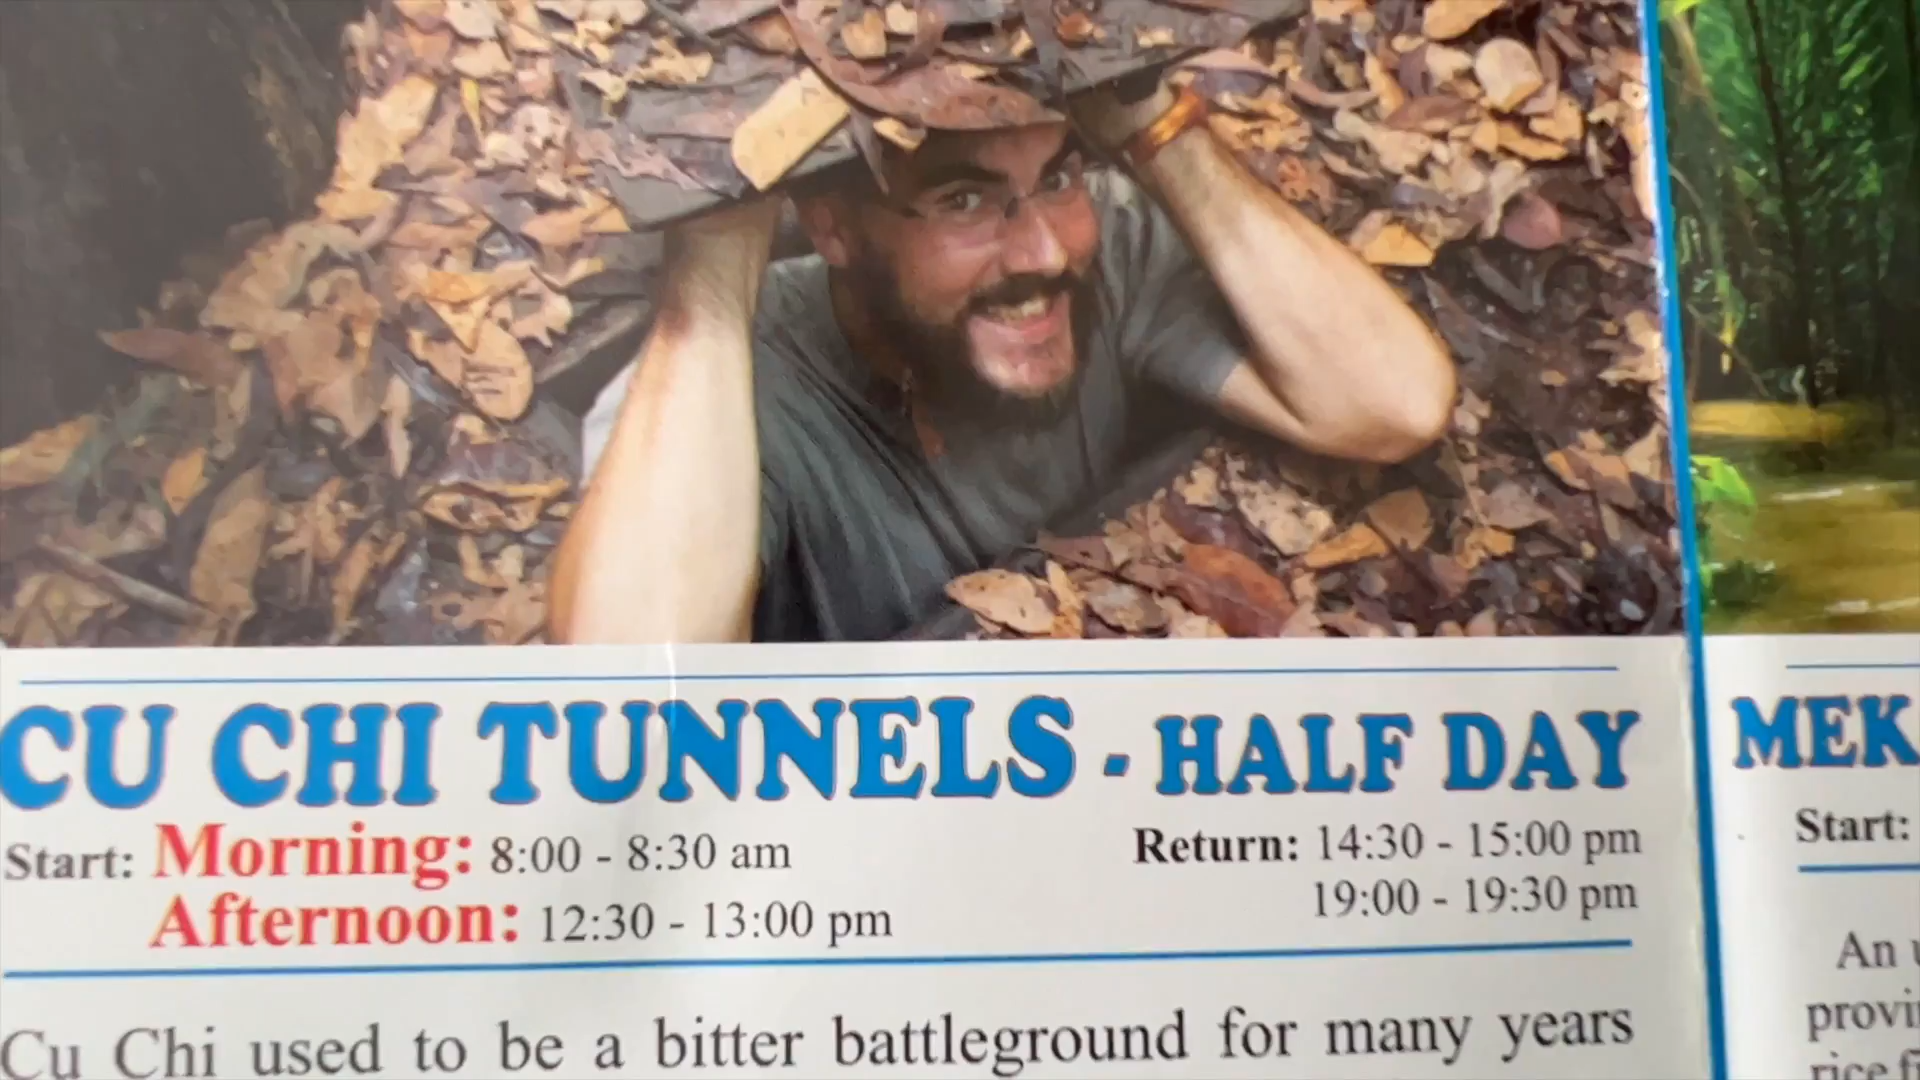 CU CHI TUNNELS - HALF DAY
Start: Morning: 8:00 - 8:30 am
Afternoon: 12:30 - 13:00 pm
Return: 14:30 - 15:00 pm
19:00 - 19:30 pm
Cu Chi used to be a bitter battleground for many years
MEK
Start:
An
provi
rice fi